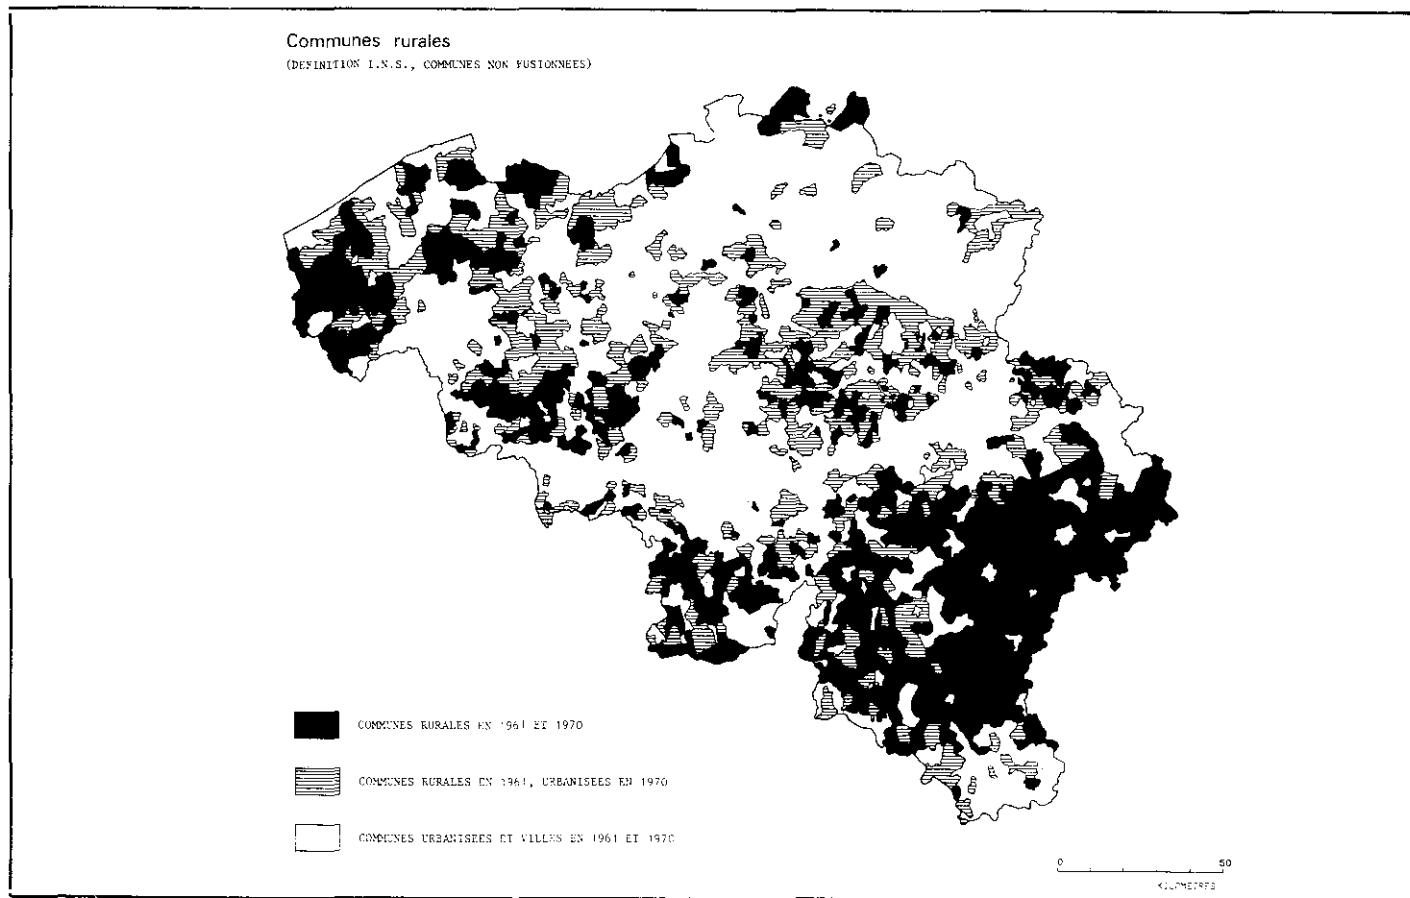 Communes rurales
(DEFINITION I.N.S., COMMUNES NON FUSIONNEES)
COMMUNES RURALES EN 1961 ET 1970
COMMUNES RURALES EN 1961, URBANISEES EN 1970
COMMUNES URBANISEES ET VILLES EN 1961 ET 1970
0 50
KILOMETRES